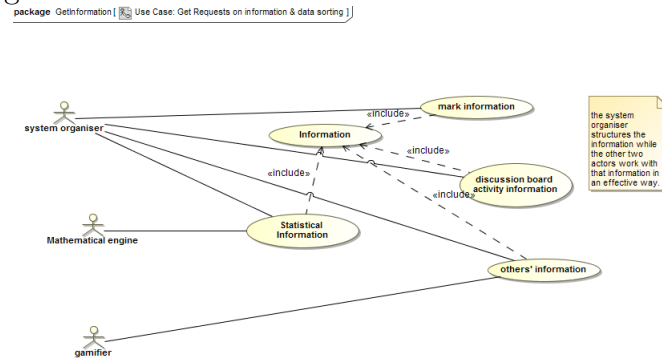 package GetInformation [ Use Case: Get Requests on information & data sorting ]
system organiser
mark information
«include»
Information
«include»
discussion board
activity information
«include»
«include»
Statistical
Information
Mathematical engine
others' information
gamifier
the system
organiser
structures the
information while
the other two
actors work with
that information in
an effective way.